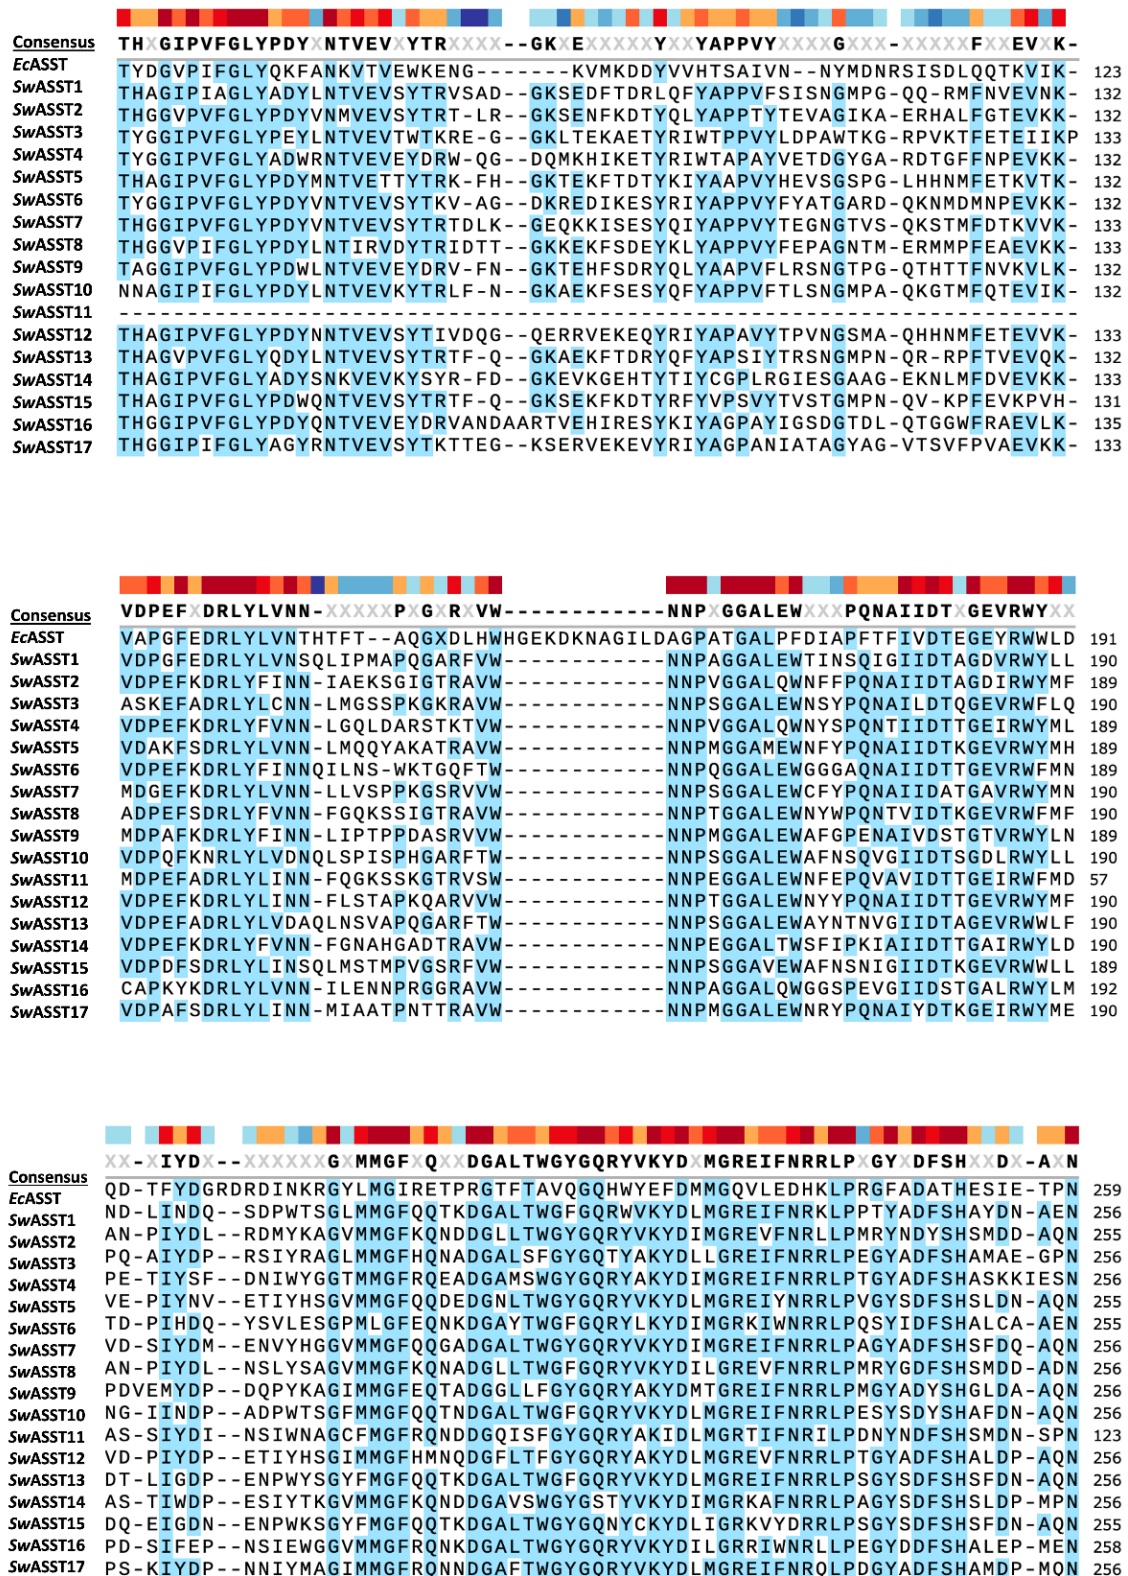 Consensus THXGIPVFGLYPDYXNTVEVXYTRXXXX--GKXEXXXXXYXXYAPPVYXXXXGXXX-XXXXXFXXEVXK-
EcASST TYDGVPIFGLYQKFANKVTVEWKENG-------KVMKDDYVVHTSAIVN--NYMDNRSISDLQQTKVIK- 123
SwASST1 THAGIPIAGLYADYLNTVEVSYTRVSAD--GKSEDFTDRLQFYAPPVFSISNGMPG-QQ-RMFNVEVNK- 132
SwASST2 THGGVPVFGLYPDYVNMVEVSYTRT-LR--GKSENFKDTYQLYAPPTYTEVAGIKA-ERHALFGTEVKK- 132
SwASST3 TYGGIPVFGLYPEYLNTVEVTWTKRE-G--GKLTEKAETYRIWTPPVYLDPAWTKG-RPVKTFETEIIKP 133
SwASST4 TYGGIPVFGLYADWRNTVEVEYDRW-QG--DQMKHIKETYRIWTAPAYVETDGYGA-RDTGFFNPEVKK- 132
SwASST5 THAGIPVFGLYPDYMNTVETTYTRK-FH--GKTEKFTDTYKIYAAPVYHEVSGSPG-LHHNMFETKVTK- 132
SwASST6 TYGGIPVFGLYPDYVNTVEVSYTKV-AG--DKREDIKESYRIYAPPVYFYATGARD-QKNMDMNPEVKK- 132
SwASST7 THGGIPVFGLYPDYRNTVEVSYTRTDLK--GEQKKISESYQIYAPPVYTEGNGTVS-QKSTMFDTKVVK- 133
SwASST8 THGGVPIFGLYPDYLNTIRVDYTRIDTT--GKKEKFSDEYKLYAPPVYFEPAGNTM-ERMMPFEAEVKK- 133
SwASST9 TAGGIPVFGLYPDWLNTVEVEYDRV-FN--GKTEHFSDRYQLYAAPVFLRSNGTPG-QTHTTFNVKVLK- 132
SwASST10 NNAGIPIFGLYPDYLNTVEVKYTRLF-N--GKAEKFSESYQFYAPPVFTLSNGMPA-QKGTMFQTEVIK- 132
SwASST11 ----------------------------------------------------------------------
SwASST12 THAGIPVFGLYPDYNNTVEVSYTIVDQG--QERRVEKEQYRIYAPAVYTPVNGSMA-QHHNMFETEVVK- 133
SwASST13 THAGVPVFGLYQDYLNTVEVSYTRTF-Q--GKAEKFTDRYQFYAPSIYTRSNGMPN-QR-RPFTVEVQK- 132
SwASST14 THAGIPVFGLYADYSNKVEVKYSYR-FD--GKEVKGEHTYTIYCGPLRGIESGAAG-EKNLMFDVEVKK- 133
SwASST15 THAGIPVFGLYPDWQNTVEVSYTRTF-Q--GKSEKFKDTYRFYVPSVYTVSTGMPN-QV-KPFEVKPVH- 131
SwASST16 THGGIPVFGLYPDYQNTVEVEYDRVANDAARTVEHIRESYKIYAGPAYIGSDGTDL-QTGGWFRAEVLK- 135
SwASST17 THGGIPIFGLYAGYRNTVEVSYTKTTEG--KSERVEKEVYRIYAGPANIATAGYAG-VTSVFPVAEVKK- 133
Consensus VDPEFXDRLYLVNN-XXXXXPXGXRXVW------------NNPXGGALEWXXXPQNAIIDTXGEVRWYXX
EcASST VAPGFEDRLYLVNTHTFT--AQGXDLHWHGEKDKNAGILDAGPATGALPFDIAPFTFIVDTEGEYRWWLD 191
SwASST1 VDPGFEDRLYLVNSQLIPMAPQGARFVW------------NNPAGGALEWTINSQIGIIDTAGDVRWYLL 190
SwASST2 VDPEFKDRLYFINN-IAEKSGIGTRAVW------------NNPVGGALQWNFFPQNAIIDTAGDIRWYMF 189
SwASST3 ASKEFADRLYLCNN-LMGSSPKGKRAVW------------NNPSGGALEWNSYPQNAILDTQGEVRWFLQ 190
SwASST4 VDPEFKDRLYFVNN-LGQLDARSTKTVW------------NNPVGGALQWNYSPQNTIIDTTGEIRWYML 189
SwASST5 VDAKFSDRLYLVNN-LMQQYAKATRAVW------------NNPMGGAMEWNFYPQNAIIDTKGEVRWYMH 189
SwASST6 VDPEFKDRLYFINNQILNS-WKTGQFTW------------NNPQGGALEWGGGAQNAIIDTTGEVRWFMN 189
SwASST7 MDGEFKDRLYLVNN-LLVSPPKGSRVVW------------NNPSGGALEWCFYPQNAIIDATGAVRWYMN 190
SwASST8 ADPEFSDRLYLVNN-FGQKSSIGTRAVW------------NNPTGGALEWNYWPQNTVIDTKGEVRWFMF 190
SwASST9 MDPAFKDRLYFINN-LIPTPPDASRVVW------------NNPMGGALEWAFGPENAIVDSTGTVRWYLN 189
SwASST10 VDPQFKNRLYLVDNQLSPISPHGARFTW------------NNPSGGALEWAFNSQVGIIDTSGDLRWYLL 190
SwASST11 MDPEFADRLYLINN-FQGKSSKGTRVSW------------NNPEGGALEWNFEPQVAVIDTTGEIRWFMD 57
SwASST12 VDPEFKDRLYLINN-FLSTAPKQARVVW------------NNPTGGALEWNYYPQNAIIDTTGEVRWYMF 190
SwASST13 VDPEFADRLYLVDAQLNSVAPQGARFTW------------NNPSGGALEWAYNTNVGIIDTAGEVRWWLF 190
SwASST14 VDPEFKDRLYFVNN-FGNAHGADTRAVW------------NNPEGGALTWSFIPKIAIIDTTGAIRWYLD 190
SwASST15 VDPDFSDRLYLINSQLMSTMPVGSRFVW------------NNPSGGAVEWAFNSNIGIIDTKGEVRWWLL 189
SwASST16 CAPKYKDRLYLVNN-ILENNPRGGRAVW------------NNPAGGALQWGGSPEVGIIDSTGALRWYLM 192
SwASST17 VDPAFSDRLYLINN-MIAATPNTTRAVW------------NNPMGGALEWNRYPQNAIYDTKGEIRWYME 190
Consensus XX-XIYDX--XXXXXXGXMMGFXQXXDGALTWGYGQRYVKYDXMGREIFNRRLPXGYXDFSHXXDX-AXN
EcASST QD-TFYDGRDRDINKRGYLMGIRETPRGTFTAVQGQHWYEFDMMGQVLEDHKLPRGFADATHESIE-TPN 259
SwASST1 ND-LINDQ--SDPWTSGLMMGFQQTKDGALTWGFGQRWVKYDLMGREIFNRKLPPTYADFSHAYDN-AEN 256
SwASST2 AN-PIYDL--RDMYKAGIMMGFKQNDDGLLTWGYGQRYVKYDIMGREVFNRLLPMRYNDYSHSMDD-AQN 255
SwASST3 PQ-AIYDP--RSIYRAGLMMGFHQNADGALSFGYGQTYAKYDLLGREIFNRRLPEGYADFSHAMAE-GPN 256
SwASST4 PE-TIYSF--DNIWYGGTMMGFRQEADGAMSWGYGQRYAKYDIMGREIFNRRLPTGYADFSHASKKIESN 256
SwASST5 VE-PIYNV--ETIYHSGVMMGFQQDEDGNLTWGYGQRYVKYDLMGREIYNRRLPVGYSDFSHSLDN-AQN 255
SwASST6 TD-PIHDQ--YSVLESGPMLGFEQNKDGAYTWGFGQRYLKYDIMGRKIWNRRLPQSYIDFSHALCA-AEN 255
SwASST7 VD-SIYDM--ENVYHGGVMMGFQQGADGALTWGYGQRYVKYDIMGREIFNRRLPAGYADFSHSFDQ-AQN 256
SwASST8 AN-PIYDL--NSLYSAGVMMGFKQNADGLLTWGFGQRYVKYDILGREVFNRRLPMRYGDFSHSMDD-ADN 256
SwASST9 PDVEMYDP--DQPYKAGIMMGFEQTADGGLLFGYGQRYAKYDMTGREIFNRRLPMGYADYSHGLDA-AQN 256
SwASST10 NG-IINDP--ADPWTSGFMMGFQQTNDGALTWGFGQRYVKYDLMGREIFNRRLPESYSDYSHAFDN-AQN 256
SwASST11 AS-SIYDI--NSIWNAGCFMGFRQNDDGQISFGYGQRYAKIDLMGRTIFNRILPDNYNDFSHSMDN-SPN 123
SwASST12 VD-PIYDP--ETIYHSGIMMGFHMNQDGFLTFGYGQRYAKYDLMGREIFNRRLPEGYADFSHALDP-AQN 256
SwASST13 DT-LIGDP--ENPWYSGYFMGFQQTKDGALTWGFGQRYVKYDLMGREIFNRRLPTSYADFSHSFDN-AQN 256
SwASST14 AS-TIWDP--ESIYTKGVMMGFKQNDDGAVSWGYGSTYVKYDIMGRKAFNRRLPAGYSDFSHSLDP-MPN 256
SwASST15 DQ-EIGDN--ENPWKSGYFMGFQQTKDGALTWGYGQNYCKYDLIGRKVYDRRLPTSYADFSHSFDN-AQN 255
SwASST16 PD-SIFEP--NSIEWGGVMMGFRQLNDGALTWGYGQRYVKYDILGRRIWNRLLPEGYDDFSHALEP-MEN 258
SwASST17 PS-KIYDP--NNIYMAGIMMGFRQNNDGAFTWGYGQRYVKYDLMGREIFNRQLPDGYADFSHAMDP-MQN 256